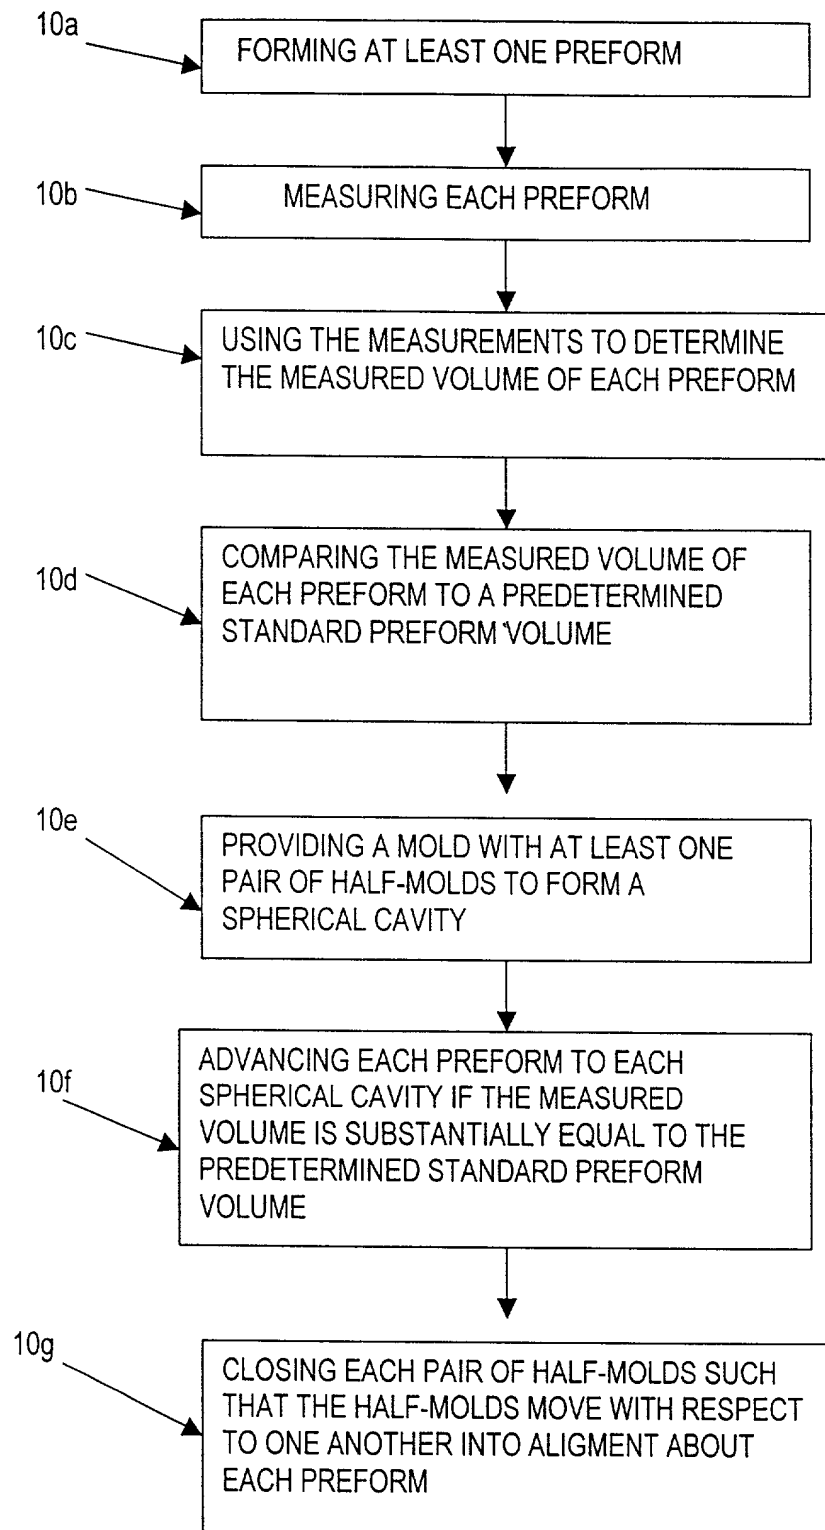 10a
FORMING AT LEAST ONE PREFORM
10b
MEASURING EACH PREFORM
10c
USING THE MEASUREMENTS TO DETERMINE
THE MEASURED VOLUME OF EACH PREFORM
10d
COMPARING THE MEASURED VOLUME OF
EACH PREFORM TO A PREDETERMINED
STANDARD PREFORM VOLUME
10e
PROVIDING A MOLD WITH AT LEAST ONE
PAIR OF HALF-MOLDS TO FORM A
SPHERICAL CAVITY
10f
ADVANCING EACH PREFORM TO EACH
SPHERICAL CAVITY IF THE MEASURED
VOLUME IS SUBSTANTIALLY EQUAL TO THE
PREDETERMINED STANDARD PREFORM
VOLUME
10g
CLOSING EACH PAIR OF HALF-MOLDS SUCH
THAT THE HALF-MOLDS MOVE WITH RESPECT
TO ONE ANOTHER INTO ALIGMENT ABOUT
EACH PREFORM